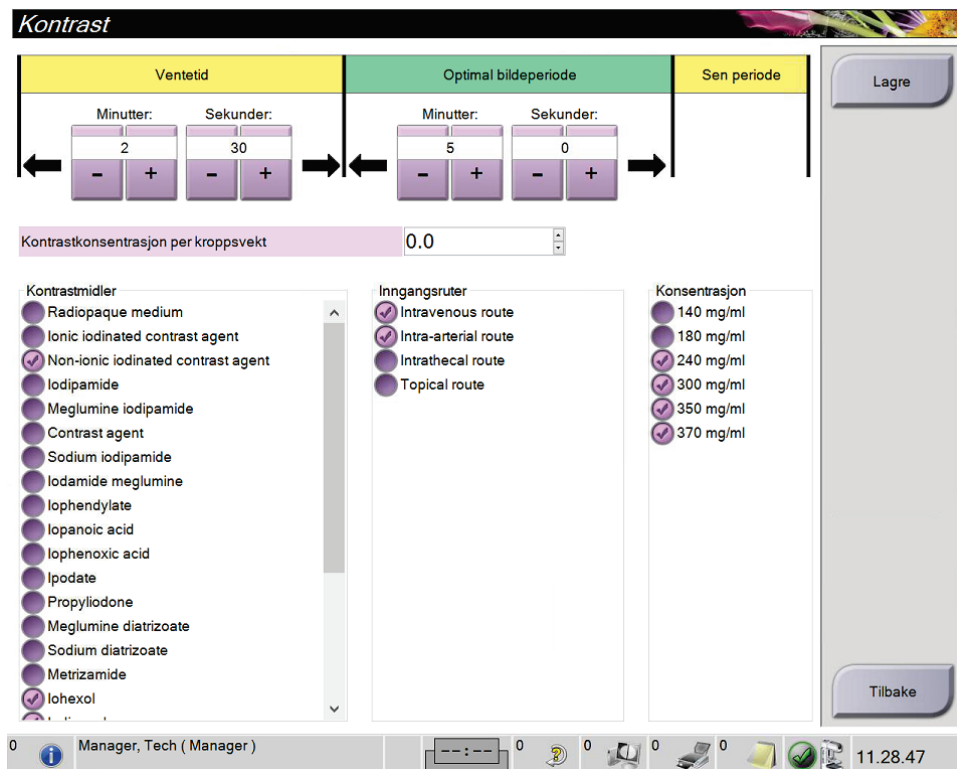 Kontrast
Ventetid Optimal bildeperiode Sen periode
Lagre
Minutter: Sekunder: Minutter: Sekunder:
2 30 5 0
- + - + - + - +
Kontrastkonsentrasjon per kroppsvekt 0.0
Kontrastmidler
Radiopaque medium
Ionic iodinated contrast agent
Non-ionic iodinated contrast agent
Iodipamide
Meglumine iodipamide
Contrast agent
Sodium iodipamide
Iodamide meglumine
Iophendylate
Iopanoic acid
Iophenoxic acid
Ipodate
Propyliodone
Meglumine diatrizoate
Sodium diatrizoate
Metrizamide
Iohexol
Inngangsruter
Intravenous route
Intra-arterial route
Intrathecal route
Topical route
Konsentrasjon
140 mg/ml
180 mg/ml
240 mg/ml
300 mg/ml
350 mg/ml
370 mg/ml
Tilbake
0 Manager, Tech ( Manager ) --:-- 0 0 0 0 11.28.47